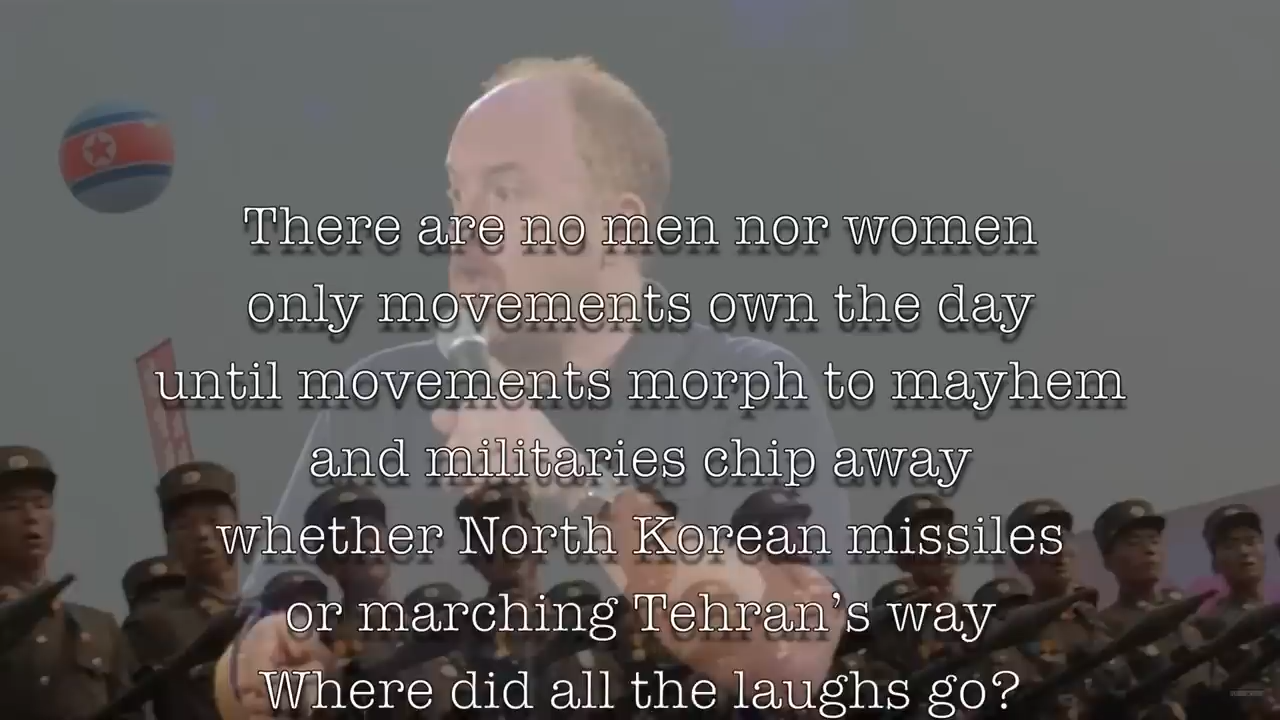 There are no men nor women
only movements own the day
until movements morph to mayhem
and militaries chip away
whether North Korean missiles
or marching Tehran's way
Where did all the laughs go?